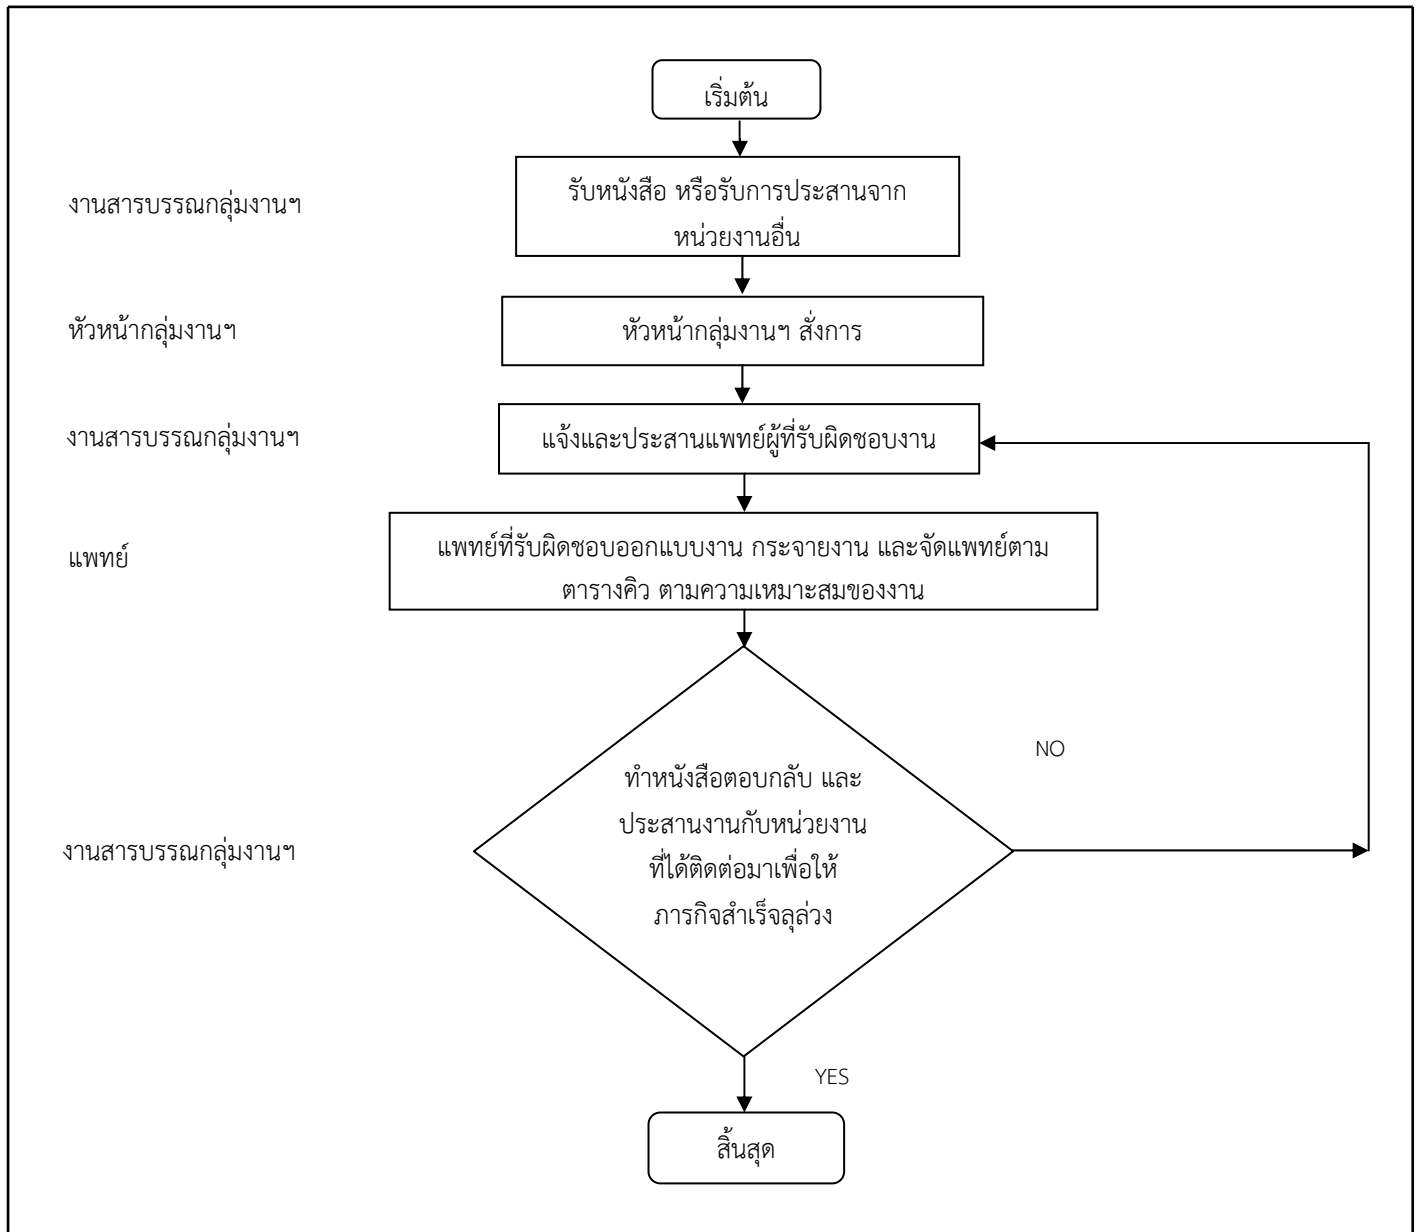 เริ่มต้น
งานสารบรรณกลุ่มงานฯ
รับหนังสือ หรือรับการประสานจาก
หน่วยงานอื่น
หัวหน้ากลุ่มงานฯ
หัวหน้ากลุ่มงานฯ สั่งการ
งานสารบรรณกลุ่มงานฯ
แจ้งและประสานแพทย์ผู้ที่รับผิดชอบงาน
แพทย์
แพทย์ที่รับผิดชอบออกแบบงาน กระจายงาน และจัดแพทย์ตาม
ตารางคิว ตามความเหมาะสมของงาน
NO
งานสารบรรณกลุ่มงานฯ
ทำหนังสือตอบกลับ และ
ประสานงานกับหน่วยงาน
ที่ได้ติดต่อมาเพื่อให้
ภารกิจสำเร็จลุล่วง
YES
สิ้นสุด